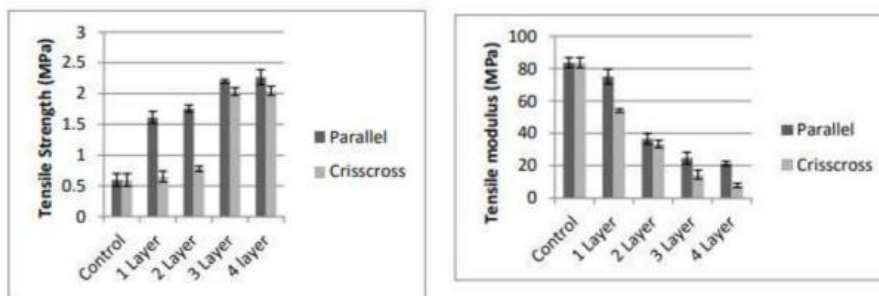 Tensile Strength (MPa)
3
2.5
2
1.5
1
0.5
0
Control
1 Layer
2 Layer
3 Layer
4 layer
Parallel
Crisscross
Tensile modulus (MPa)
100
80
60
40
20
0
Control
1 Layer
2 Layer
3 Layer
4 Layer
Parallel
Crisscross